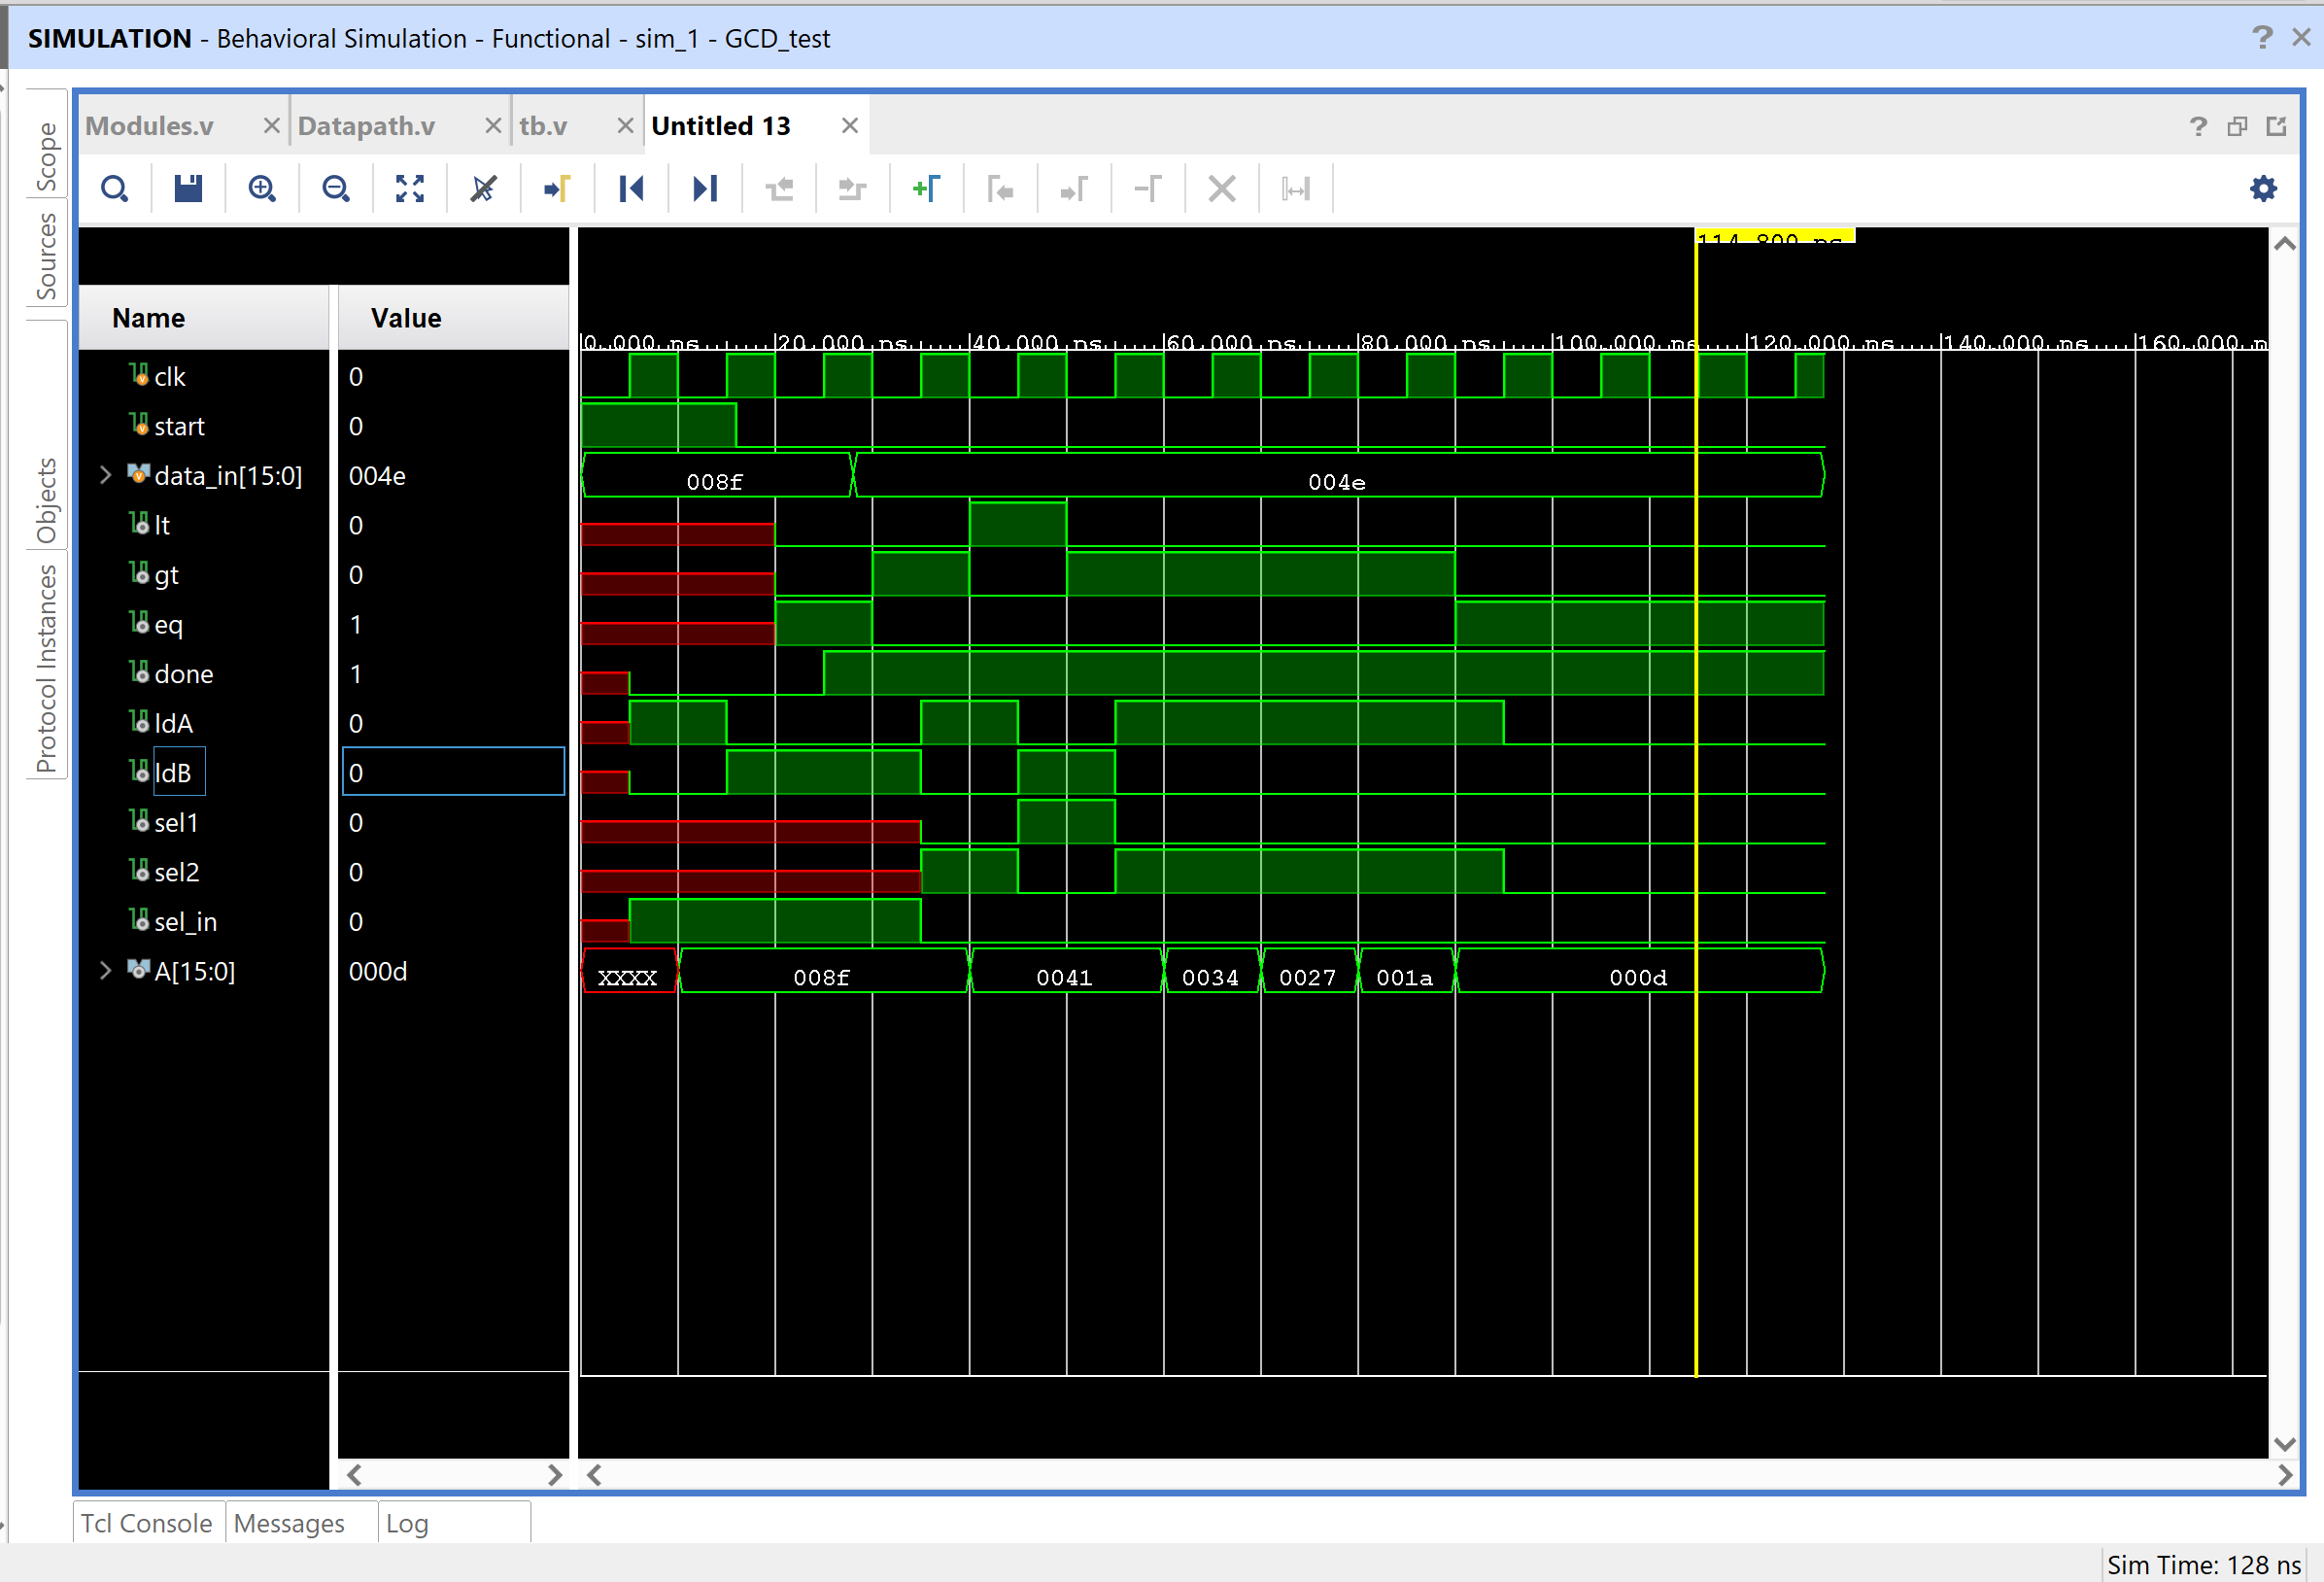 SIMULATION - Behavioral Simulation - Functional - sim_1 - GCD_test
Scope
Sources
Objects
Protocol Instances
Modules.v
Datapath.v
tb.v
Untitled 13
114.800 ns
Name Value
0.000 ns 20.000 ns 40.000 ns 60.000 ns 80.000 ns 100.000 ns 120.000 ns 140.000 ns 160.000 n
clk 0
start 0
data_in[15:0] 004e 008f 004e
lt 0
gt 0
eq 1
done 1
ldA 0
ldB 0
sel1 0
sel2 0
sel_in 0
A[15:0] 000d XXXX 008f 0041 0034 0027 001a 000d
Tcl Console Messages Log
Sim Time: 128 ns